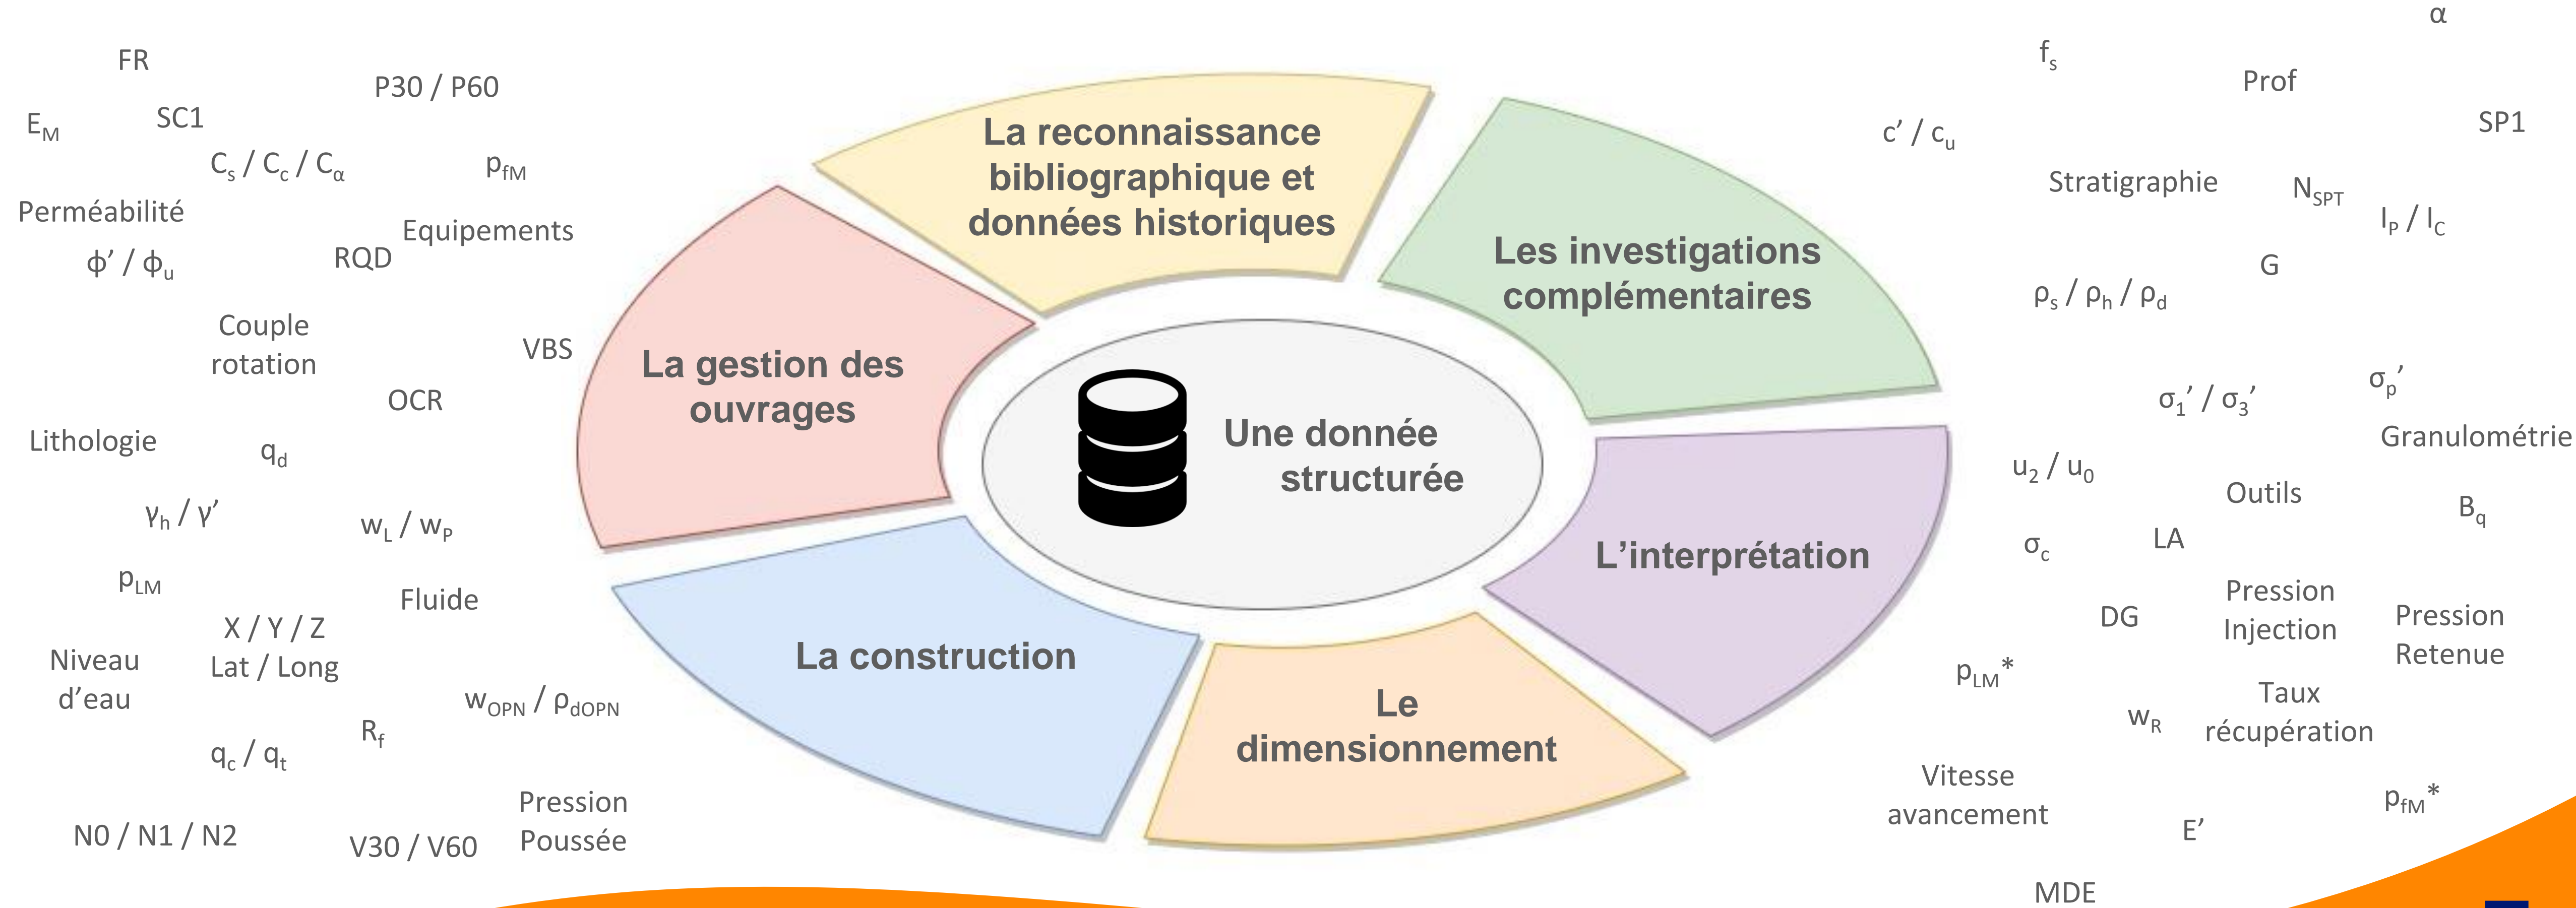 FR
P30 / P60
E_M
SC1
C_s / C_c / C_α
p_fM
Perméabilité
Equipements
ϕ’ / ϕ_u
RQD
Couple
rotation
VBS
OCR
Lithologie
q_d
γ_h / γ’
w_L / w_P
p_LM
Fluide
X / Y / Z
Lat / Long
Niveau
d’eau
w_OPN / ρ_dOPN
R_f
q_c / q_t
Pression
Poussée
N0 / N1 / N2
V30 / V60
La reconnaissance
bibliographique et
données historiques
Les investigations
complémentaires
L’interprétation
Le
dimensionnement
La construction
La gestion des
ouvrages
Une donnée
structurée
α
f_s
Prof
SP1
c’ / c_u
Stratigraphie
N_SPT
I_P / I_C
G
ρ_s / ρ_h / ρ_d
σ_p’
σ_1’ / σ_3’
Granulométrie
u_2 / u_0
Outils
B_q
LA
σ_c
Pression
Injection
DG
Pression
Retenue
p_LM*
Taux
récupération
w_R
Vitesse
avancement
p_fM*
E’
MDE